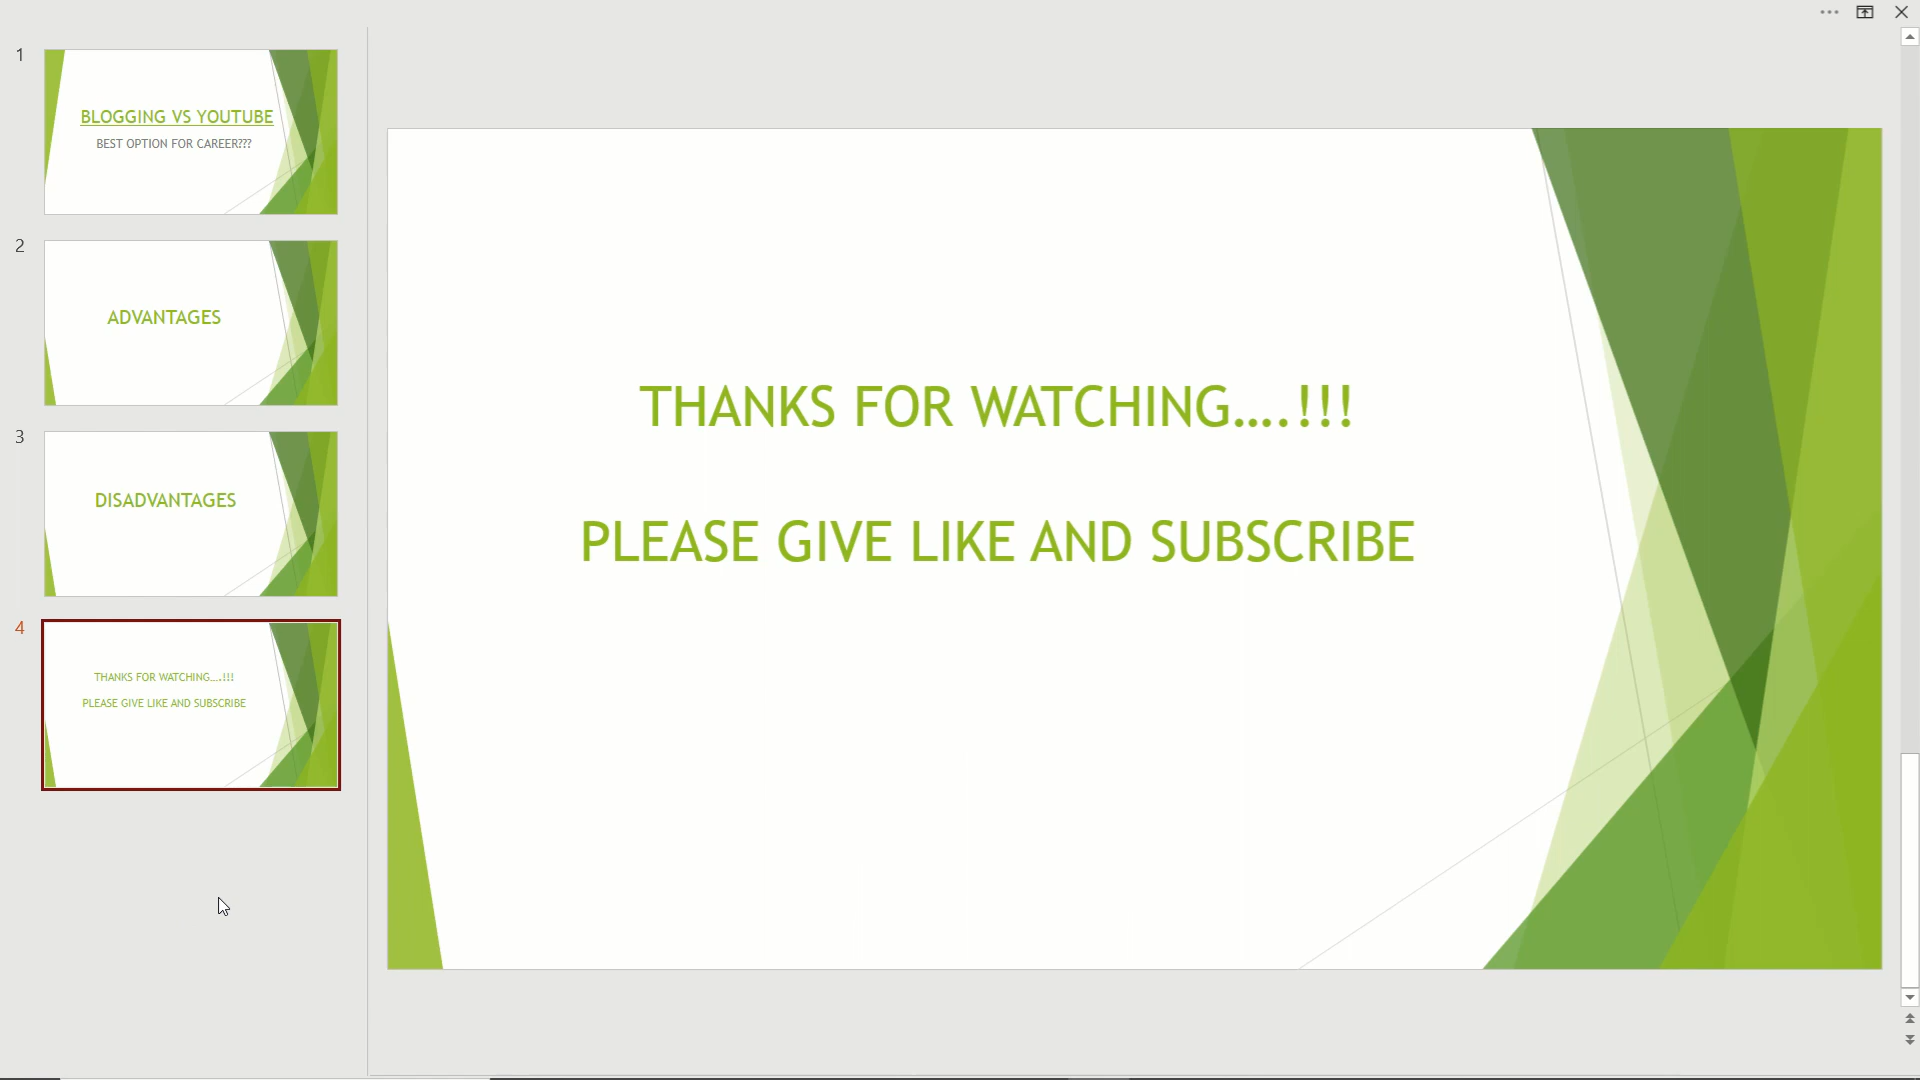 1
BLOGGING VS YOUTUBE
BEST OPTION FOR CAREER???
2
ADVANTAGES
3
DISADVANTAGES
4
THANKS FOR WATCHING....!!!
PLEASE GIVE LIKE AND SUBSCRIBE
THANKS FOR WATCHING....!!!
PLEASE GIVE LIKE AND SUBSCRIBE